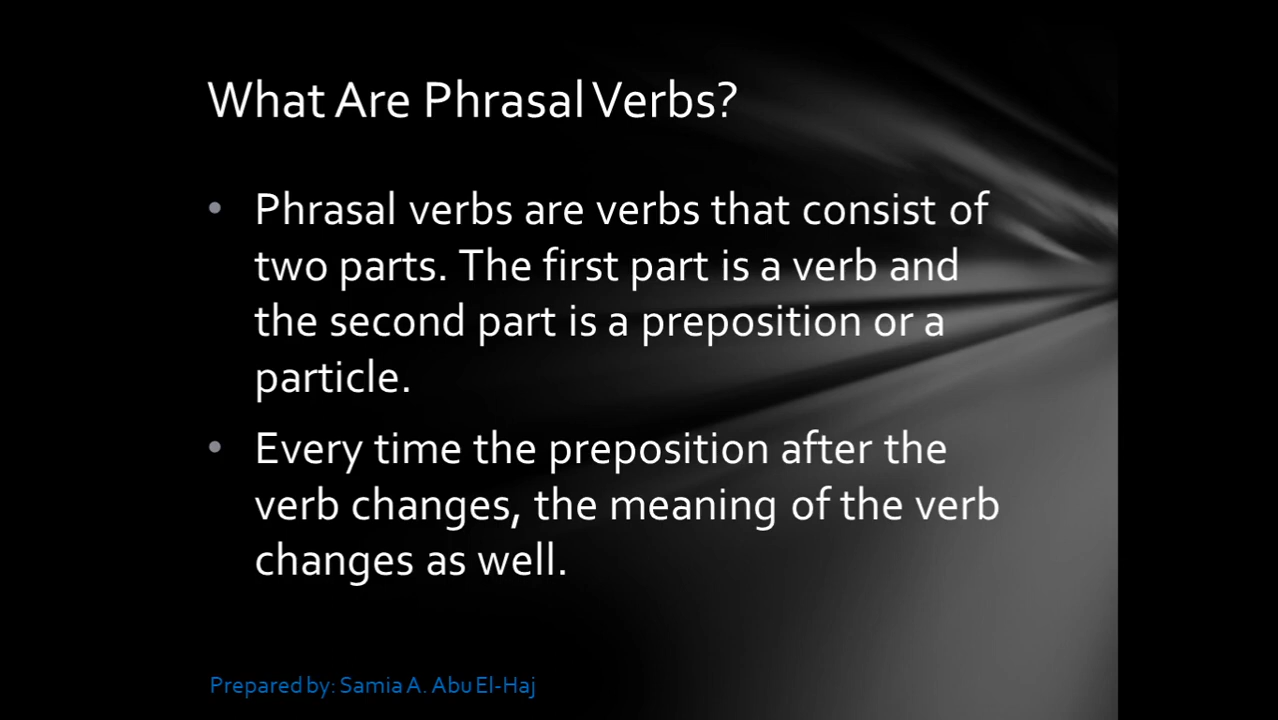 What Are Phrasal Verbs?
• Phrasal verbs are verbs that consist of
two parts. The first part is a verb and
the second part is a preposition or a
particle.
• Every time the preposition after the
verb changes, the meaning of the verb
changes as well.
Prepared by: Samia A. Abu El-Haj